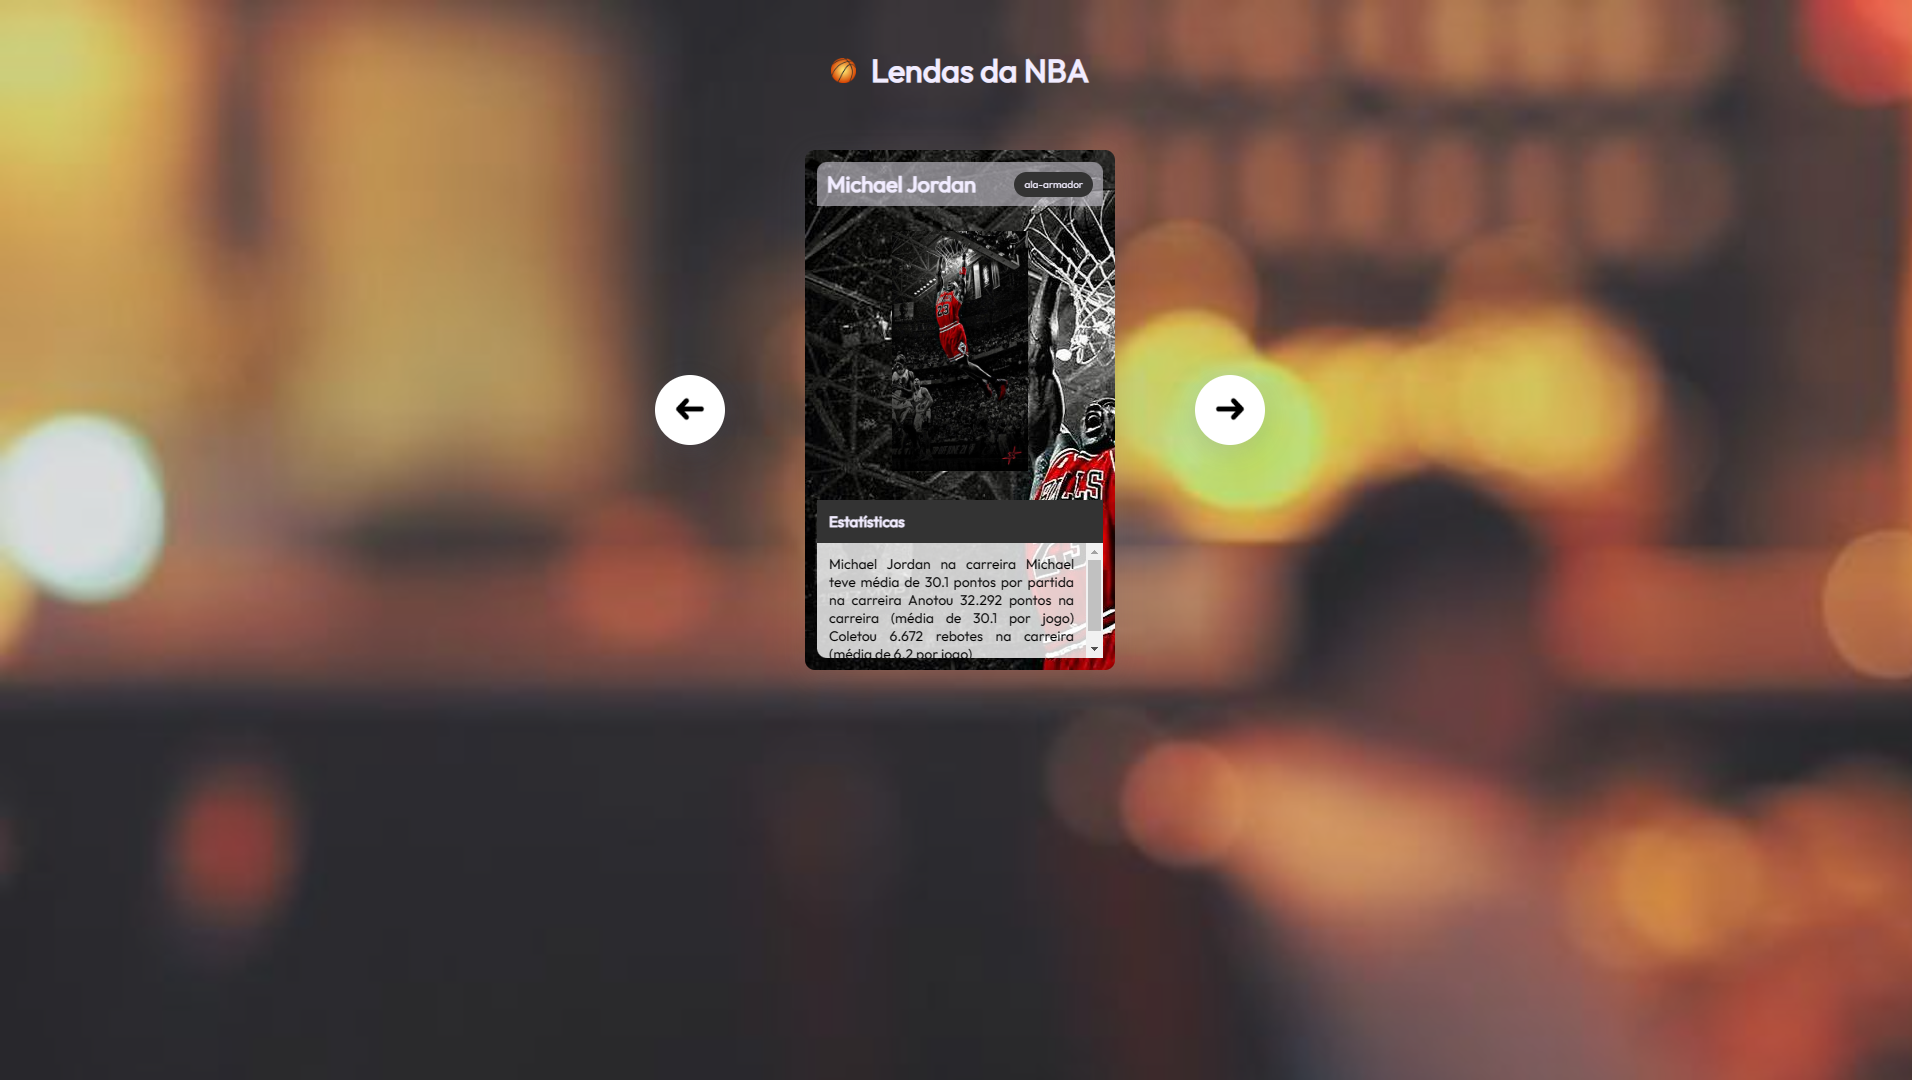 Lendas da NBA
Michael Jordan
ala-armador
23
Estatísticas
Michael Jordan na carreira Michael
teve média de 30.1 pontos por partida
na carreira Anotou 32.292 pontos na
carreira (média de 30.1 por jogo)
Coletou 6.672 rebotes na carreira
(média de 6.2 por jogo)